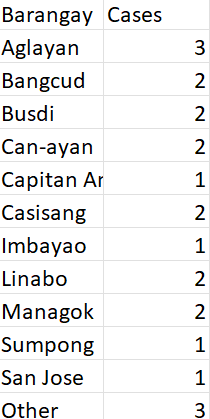 Barangay Cases
Aglayan 3
Bangcud 2
Busdi 2
Can-ayan 2
Capitan Ar 1
Casisang 2
Imbayao 1
Linabo 2
Managok 2
Sumpong 1
San Jose 1
Other 3